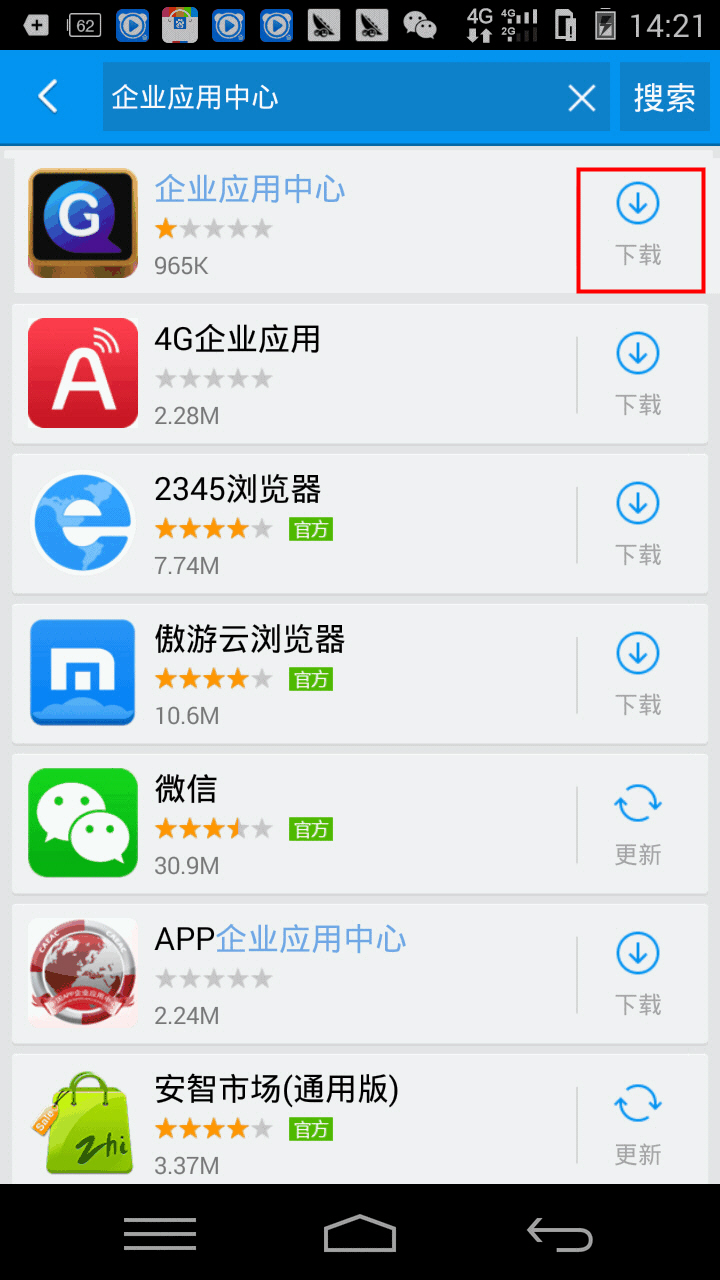 62
4G
4G
2G
14:21
企业应用中心
搜索
G
企业应用中心
965K
下载
A
4G企业应用
2.28M
下载
2345浏览器
官方
7.74M
下载
傲游云浏览器
官方
10.6M
下载
微信
官方
30.9M
更新
CAEAC
CAEAC
APP企业应用中心
2.24M
下载
Sale
zhi
安智市场(通用版)
官方
3.37M
更新